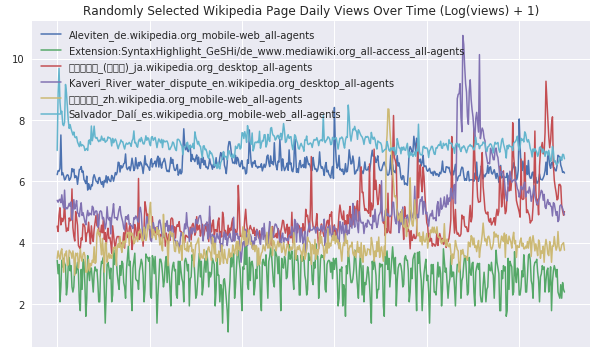 Randomly Selected Wikipedia Page Daily Views Over Time (Log(views) + 1)
Aleviten_de.wikipedia.org_mobile-web_all-agents
Extension:SyntaxHighlight_GeSHi/de_www.mediawiki.org_all-access_all-agents
_ja.wikipedia.org_desktop_all-agents
Kaveri_River_water_dispute_en.wikipedia.org_desktop_all-agents
_zh.wikipedia.org_mobile-web_all-agents
Salvador_Dalí_es.wikipedia.org_mobile-web_all-agents
10
8
6
4
2